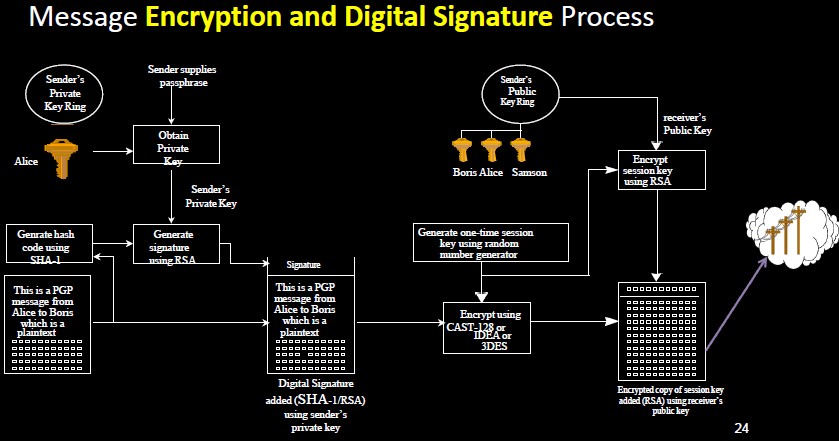 Message Encryption and Digital Signature Process
Sender's
Private
Key Ring
Sender supplies
passphrase
Alice
Obtain
Private
Key
Sender's
Private Key
Genrate hash
code using
SHA-1
Generate
signature
using RSA
This is a PGP
message from
Alice to Boris
which is a
plaintext
Signature
This is a PGP
message from
Alice to Boris
which is a
plaintext
Digital Signature
added (SHA-1/RSA)
using sender's
private key
Sender's
Public
Key Ring
Boris Alice Samson
receiver's
Public Key
Encrypt
session key
using RSA
Generate one-time session
key using random
number generator
Encrypt using
CAST-128 or
IDEA or
3DES
Encrypted copy of session key
added (RSA) using receiver's
public key
24